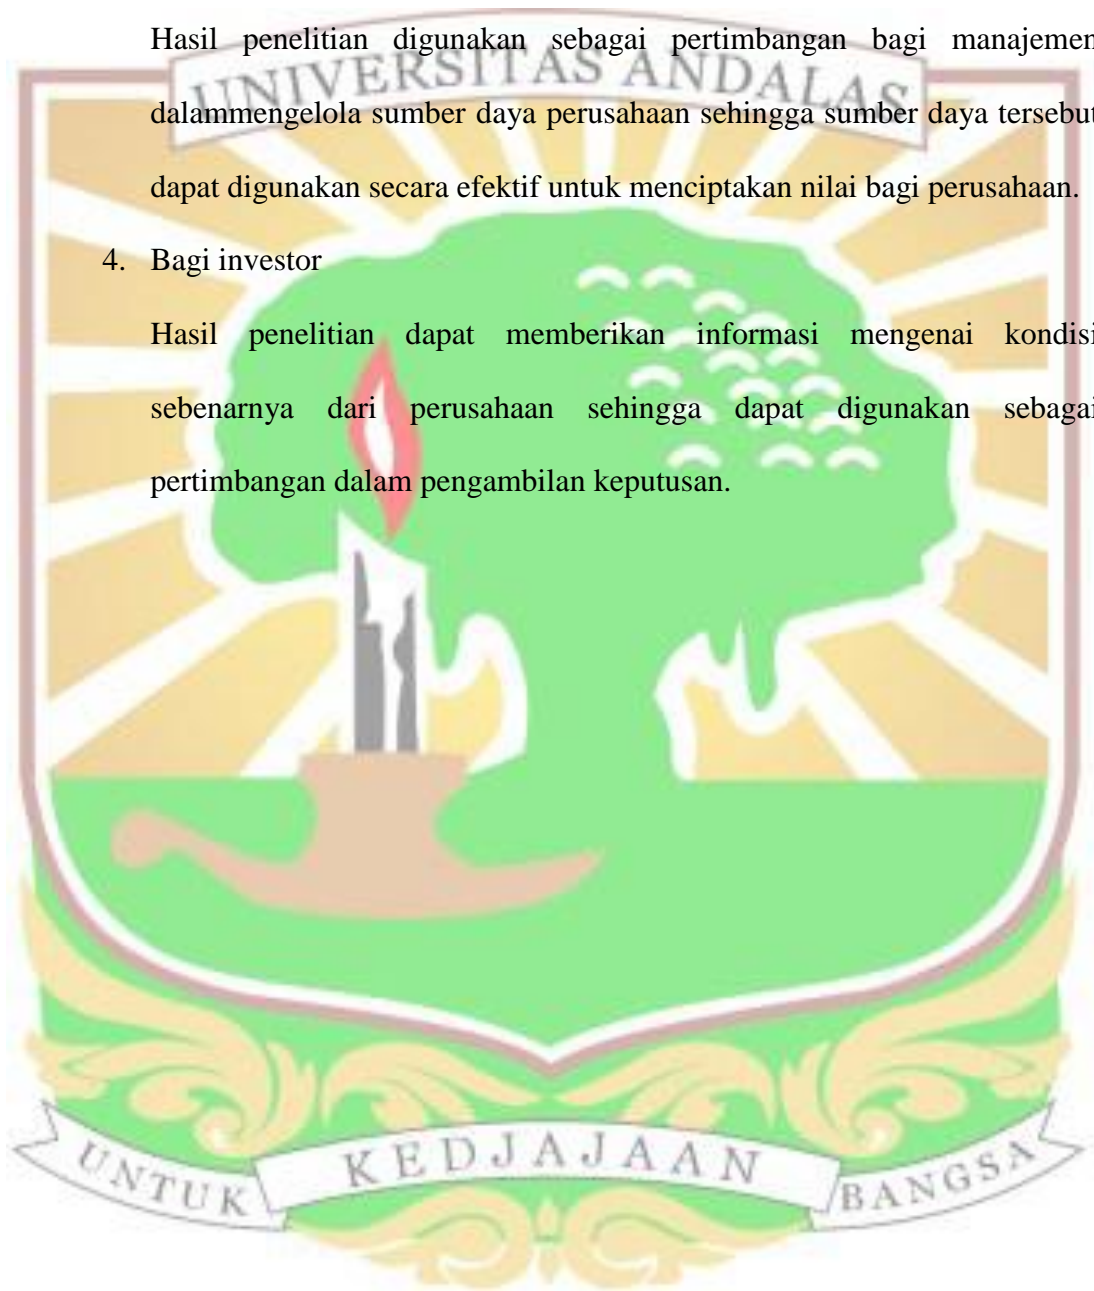 Hasil penelitian digunakan sebagai pertimbangan bagi manajemen
UNIVERSITAS ANDALAS
dalammengelola sumber daya perusahaan sehingga sumber daya tersebut
dapat digunakan secara efektif untuk menciptakan nilai bagi perusahaan.
4. Bagi investor
Hasil penelitian dapat memberikan informasi mengenai kondisi
sebenarnya dari perusahaan sehingga dapat digunakan sebagai
pertimbangan dalam pengambilan keputusan.
UNTUK KEDJAJAAN BANGSA